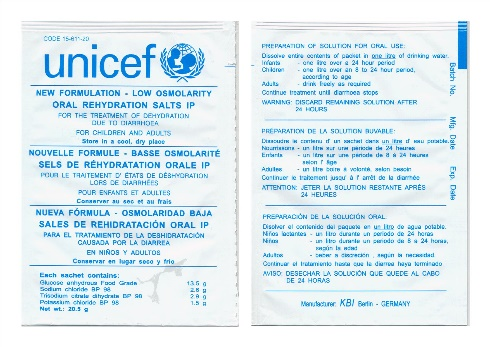 CODE 15-611-20
unicef
NEW FORMULATION - LOW OSMOLARITY
ORAL REHYDRATION SALTS IP
FOR THE TREATMENT OF DEHYDRATION
DUE TO DIARRHOEA
FOR CHILDREN AND ADULTS
Store in a cool, dry place
NOUVELLE FORMULE - BASSE OSMOLARITÉ
SELS DE RÉHYDRATATION ORALE IP
POUR LE TRAITEMENT D' ÉTATS DE DÉSHYDRATATION
LORS DE DIARRHÉES
POUR ENFANTS ET ADULTES
Conserver au sec et au frais
NUEVA FÓRMULA - OSMOLARIDAD BAJA
SALES DE REHIDRATACIÓN ORAL IP
PARA EL TRATAMIENTO DE LA DESHIDRATACIÓN
CAUSADA POR LA DIARREA
EN NIÑOS Y ADULTOS
Conservar en lugar seco y frio
Each sachet contains:
Glucose anhydrous Food Grade 13.5 g
Sodium chloride BP 98 2.6 g
Trisodium citrate dihydrate BP 98 2.9 g
Potassium chloride BP 98 1.5 g
Net wt.: 20.5 g
PREPARATION OF SOLUTION FOR ORAL USE:
Dissolve entire contents of packet in one litre of drinking water.
Infants - one litre over a 24 hour period
Children - one litre over an 8 to 24 hour period,
according to age
Adults - drink freely as required
Continue treatment until diarrhoea stops
WARNING: DISCARD REMAINING SOLUTION AFTER
24 HOURS
PREPARATION DE LA SOLUTION BUVABLE:
Dissoudre le contenu d' un sachet dans un litre d' eau potable.
Nourrissons - un litre sur une période de 24 heures
Enfants - un litre sur une période de 8 à 24 heures
selon l' âge
Adultes - un litre boire à volonté, selon besoin
Continuer le traitement jusqu' à l' arrêt de la diarrhée
ATTENTION: JETER LA SOLUTION RESTANTE APRÈS
24 HEURES
PREPARACIÓN DE LA SOLUCIÓN ORAL:
Disolver el contenido del paquete en un litro de agua potable.
Niños lactantes - un litro durante un periodo de 24 horas
Niños - un litro durante un periodo de 8 a 24 horas,
según la edad
Adultos - beber a discreción , según la necesidad
Continuar el tratamiento hasta que la diarrea haya terminado
AVISO: DESECHAR LA SOLUCIÓN QUE QUEDE AL CABO
DE 24 HORAS
Manufacturer: KBI Berlin - GERMANY
Batch No. Mfg. Date Exp. Date